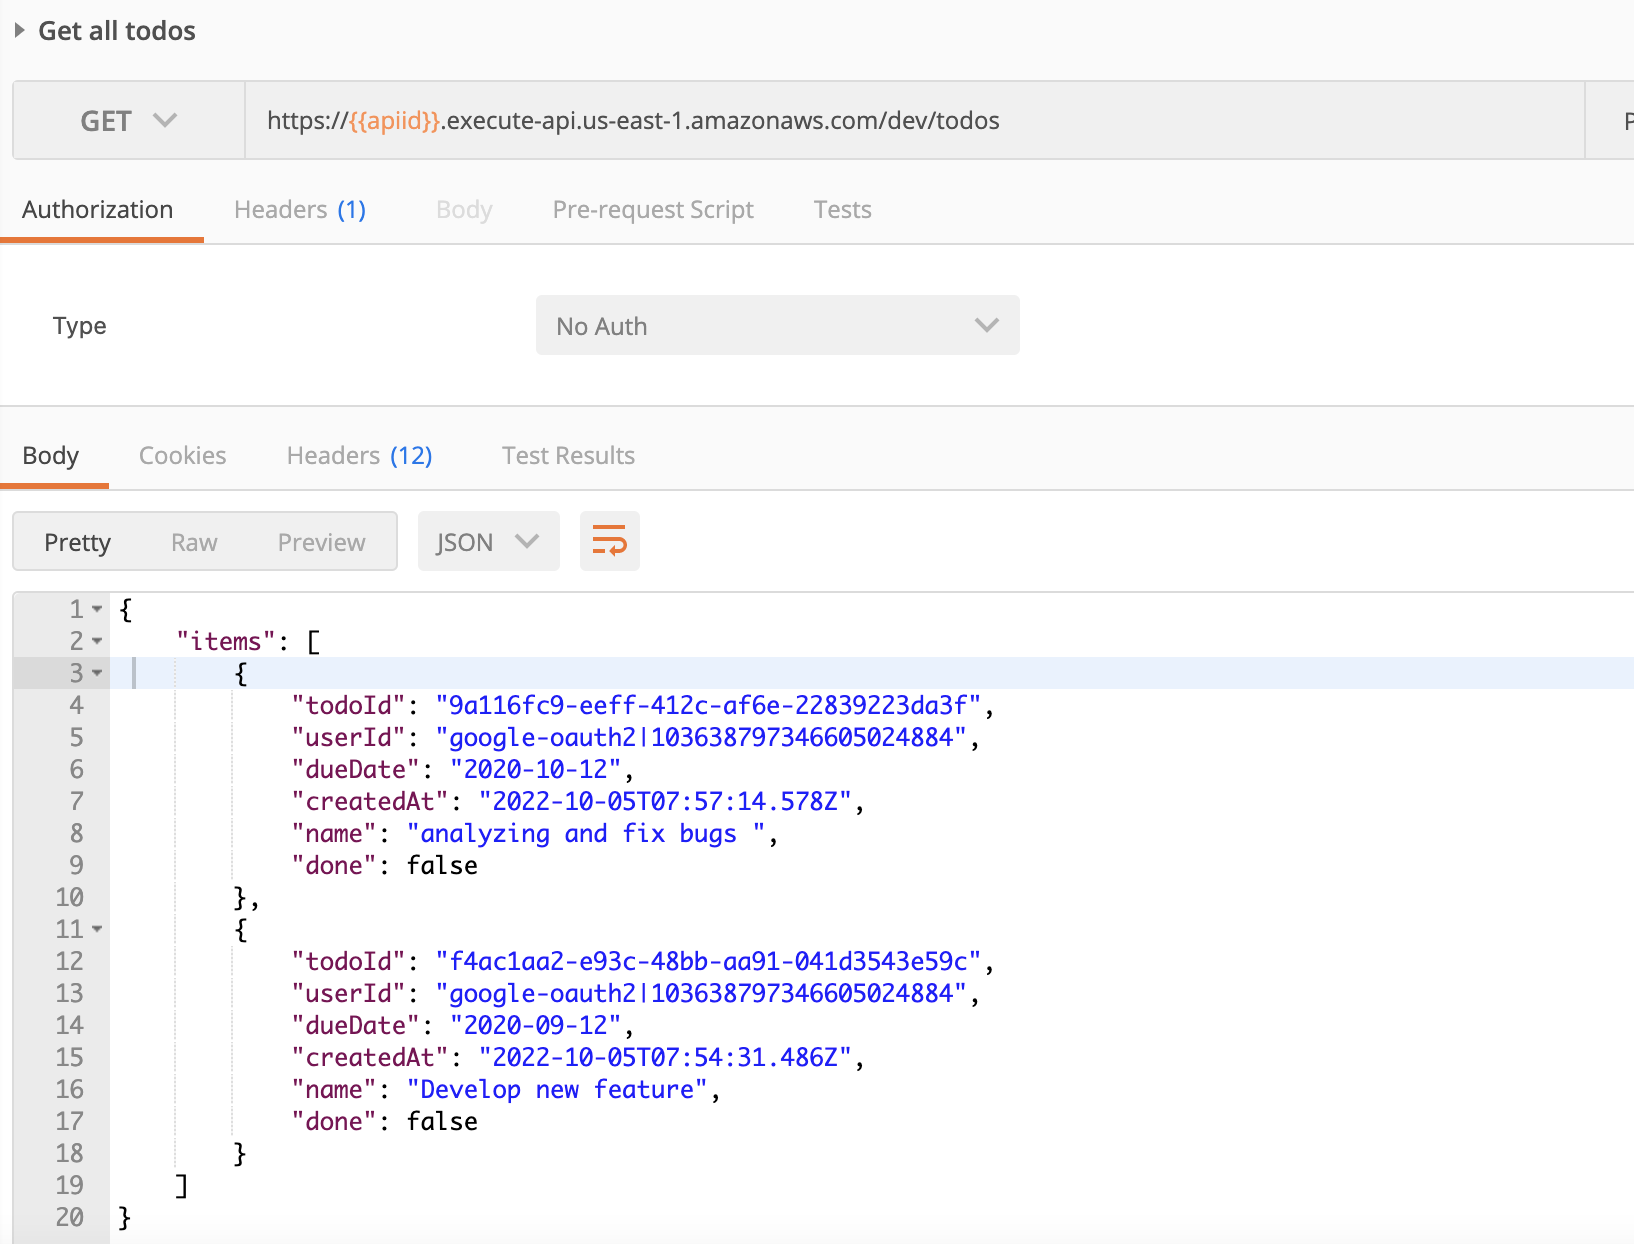 Get all todos
GET https://{{apiid}}.execute-api.us-east-1.amazonaws.com/dev/todos
Authorization Headers (1) Body Pre-request Script Tests
Type No Auth
Body Cookies Headers (12) Test Results
Pretty Raw Preview JSON
1 {
2 "items": [
3 {
4 "todoId": "9a116fc9-eeff-412c-af6e-22839223da3f",
5 "userId": "google-oauth2|103638797346605024884",
6 "dueDate": "2020-10-12",
7 "createdAt": "2022-10-05T07:57:14.578Z",
8 "name": "analyzing and fix bugs ",
9 "done": false
10 },
11 {
12 "todoId": "f4ac1aa2-e93c-48bb-aa91-041d3543e59c",
13 "userId": "google-oauth2|103638797346605024884",
14 "dueDate": "2020-09-12",
15 "createdAt": "2022-10-05T07:54:31.486Z",
16 "name": "Develop new feature",
17 "done": false
18 }
19 ]
20 }